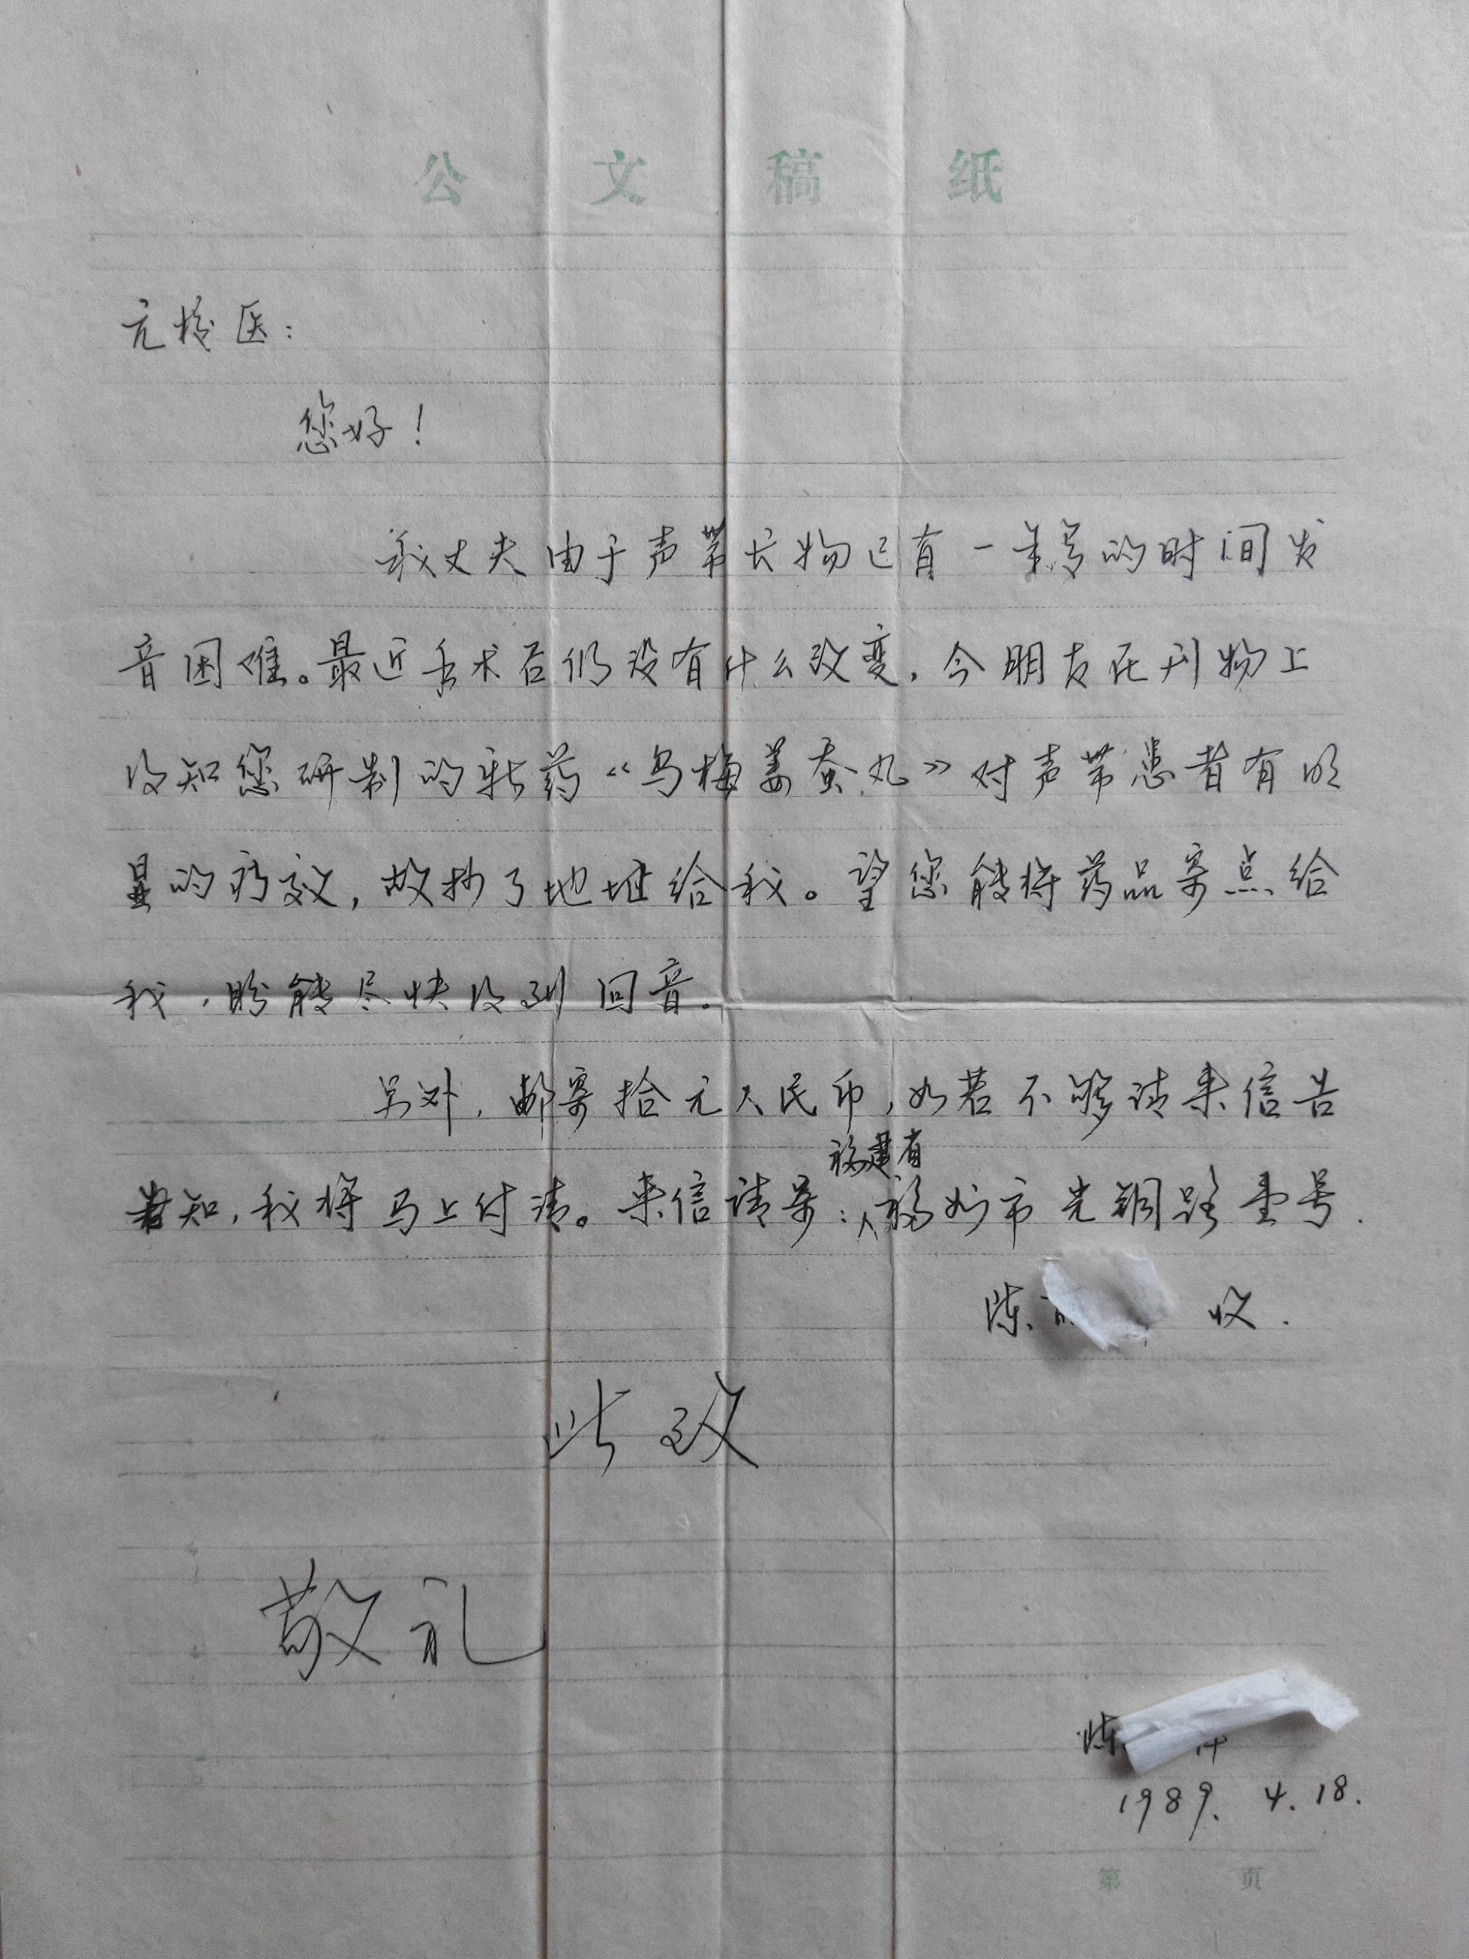 公文稿纸
亢校医：
您好！
我丈夫由于声带长物已有一年多的时间发
音困难。最近手术后仍没有什么改变，今朋友在刊物上
没知您研制的新药《乌梅姜蚕丸》对声带患者有明
显的疗效，故抄了地址给我。望您能将药品寄点给
我，盼能尽快没到回音。
另外，邮寄拾元人民币，如若不够请来信告
知，我将马上付清。来信请寄：福建省福州市光铜路壹号.
陈 收.
此致
敬礼
陈
1989. 4. 18.
第 页